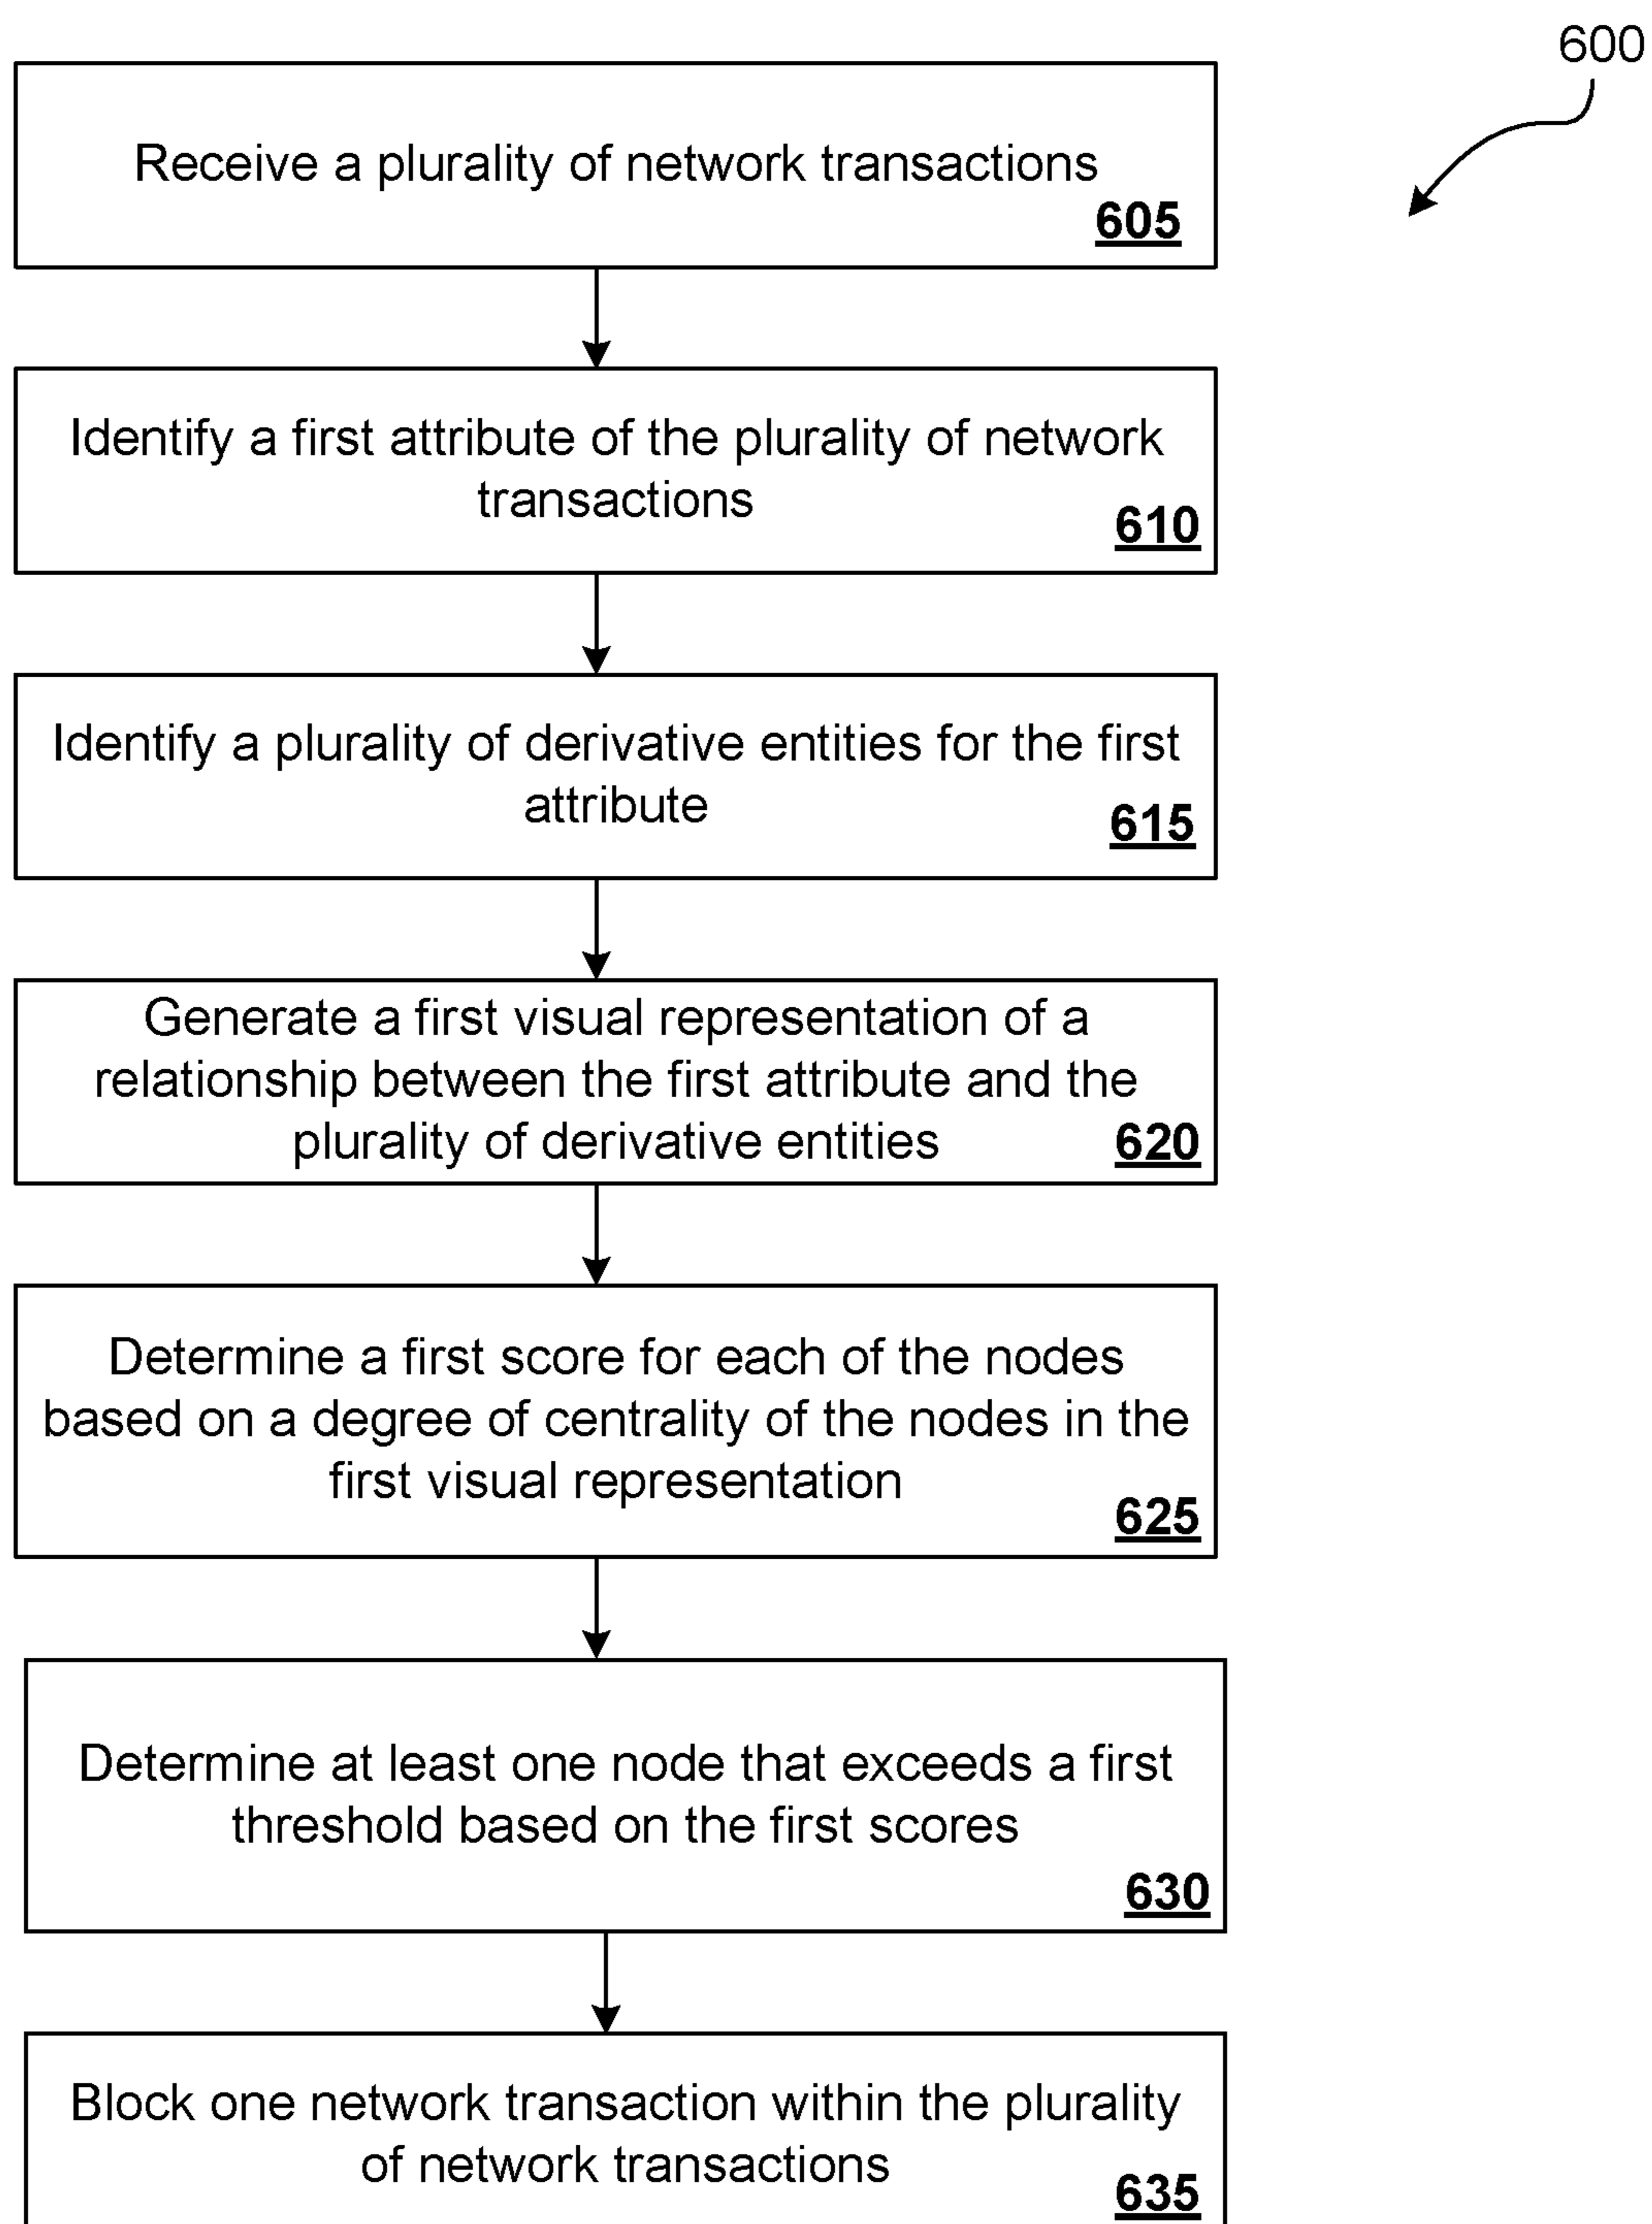 600
Receive a plurality of network transactions
605
Identify a first attribute of the plurality of network
transactions
610
Identify a plurality of derivative entities for the first
attribute
615
Generate a first visual representation of a
relationship between the first attribute and the
plurality of derivative entities
620
Determine a first score for each of the nodes
based on a degree of centrality of the nodes in the
first visual representation
625
Determine at least one node that exceeds a first
threshold based on the first scores
630
Block one network transaction within the plurality
of network transactions
635